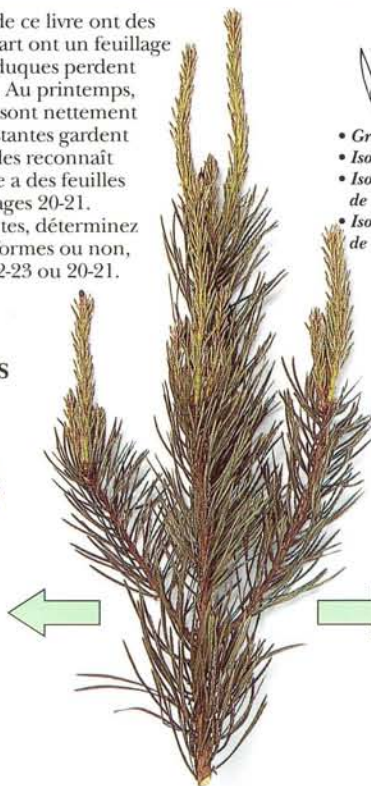 de ce livre ont des
part ont un feuillage
duques perdent
Au printemps,
sont nettement
stantes gardent
les reconnaît
e a des feuilles
ages 20-21.
tes, déterminez
formes ou non,
2-23 ou 20-21.
s
• Gr
• Iso
• Iso
de
• Iso
de